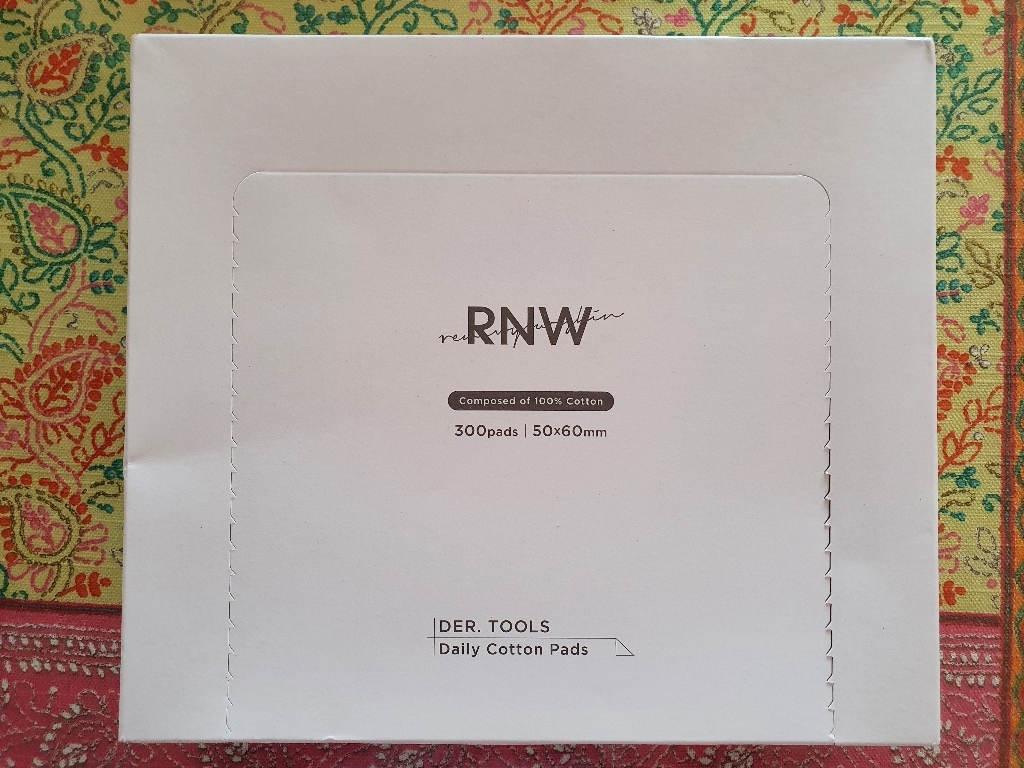 RNW
Composed of 100% Cotton
300pads | 50x60mm
DER. TOOLS
Daily Cotton Pads